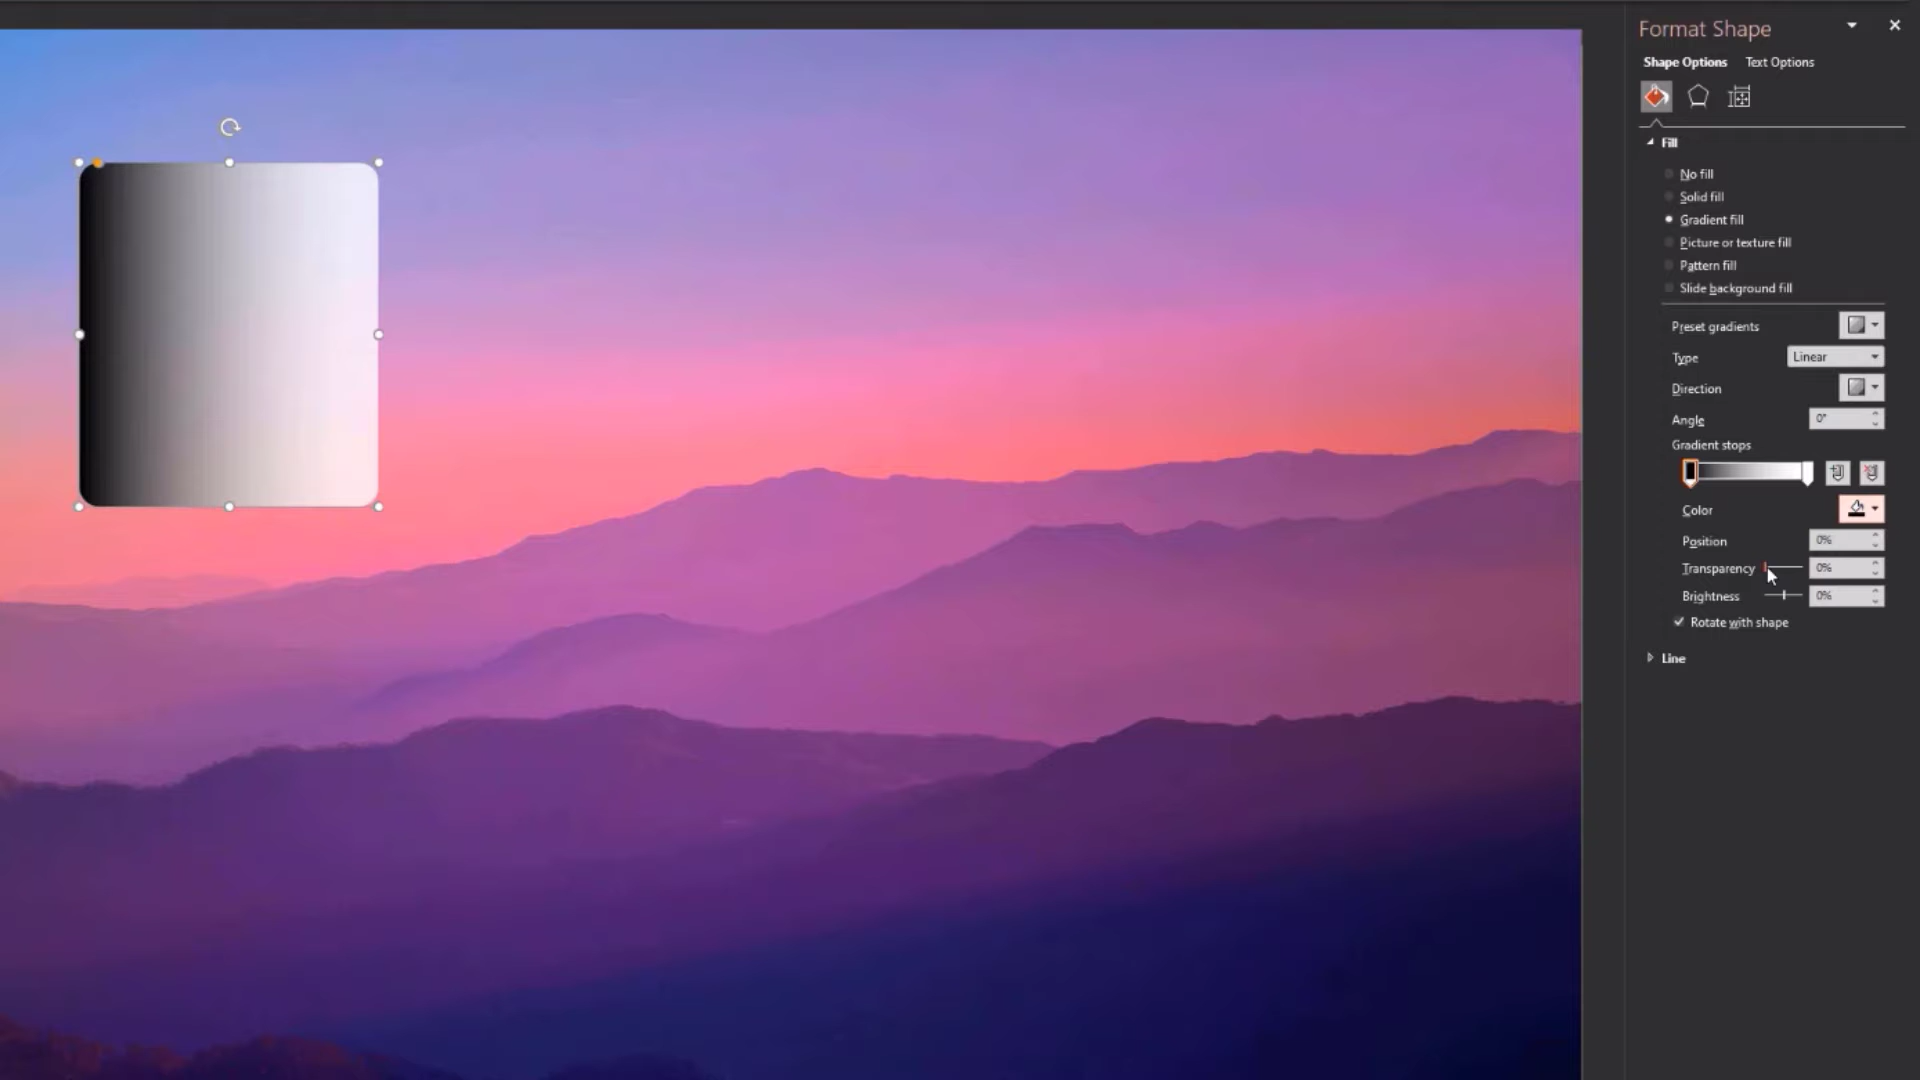 Format Shape
Shape Options Text Options
Fill
No fill
Solid fill
Gradient fill
Picture or texture fill
Pattern fill
Slide background fill
Preset gradients
Type Linear
Direction
Angle 0°
Gradient stops
Color
Position 0%
Transparency 0%
Brightness 0%
Rotate with shape
Line